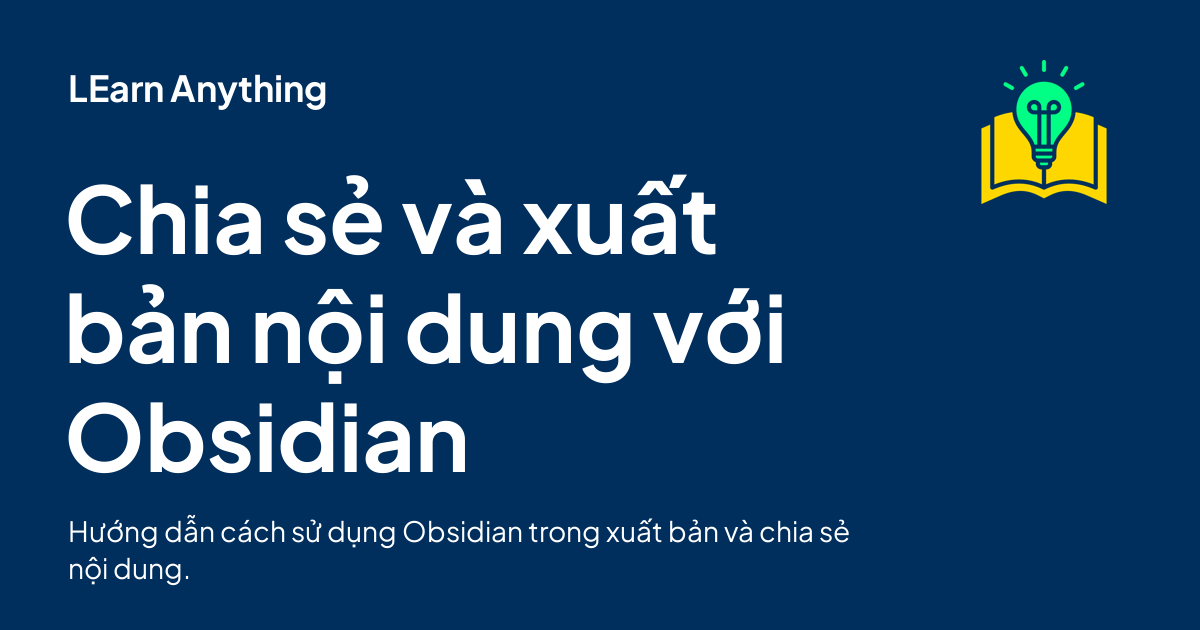 LEarn Anything
Chia sẻ và xuất
bản nội dung với
Obsidian
Hướng dẫn cách sử dụng Obsidian trong xuất bản và chia sẻ
nội dung.